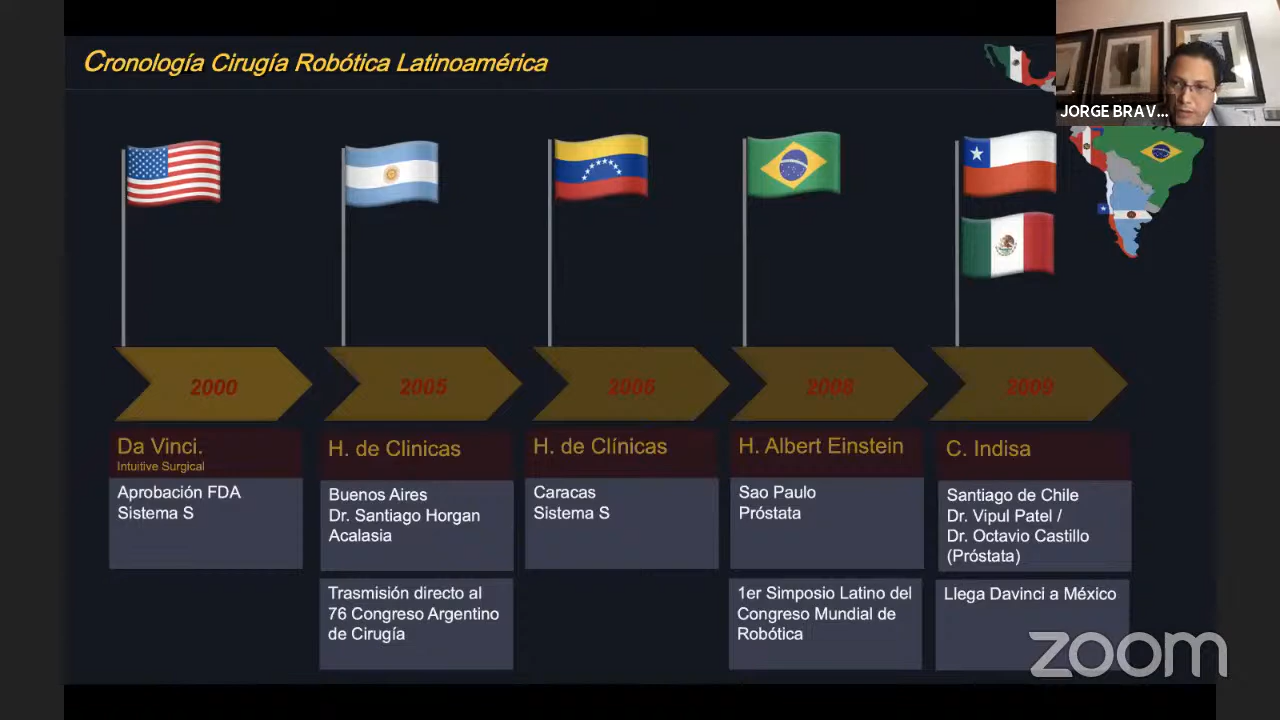 Cronología Cirugía Robótica Latinoamérica
JORGE BRAV...
2000
2005
2006
2008
2009
Da Vinci.
Intuitive Surgical
Aprobación FDA
Sistema S
H. de Clinicas
Buenos Aires
Dr. Santiago Horgan
Acalasia
Trasmisión directo al
76 Congreso Argentino
de Cirugía
H. de Clínicas
Caracas
Sistema S
H. Albert Einstein
Sao Paulo
Próstata
1er Simposio Latino del
Congreso Mundial de
Robótica
C. Indisa
Santiago de Chile
Dr. Vipul Patel /
Dr. Octavio Castillo
(Próstata)
Llega Davinci a México
zoom